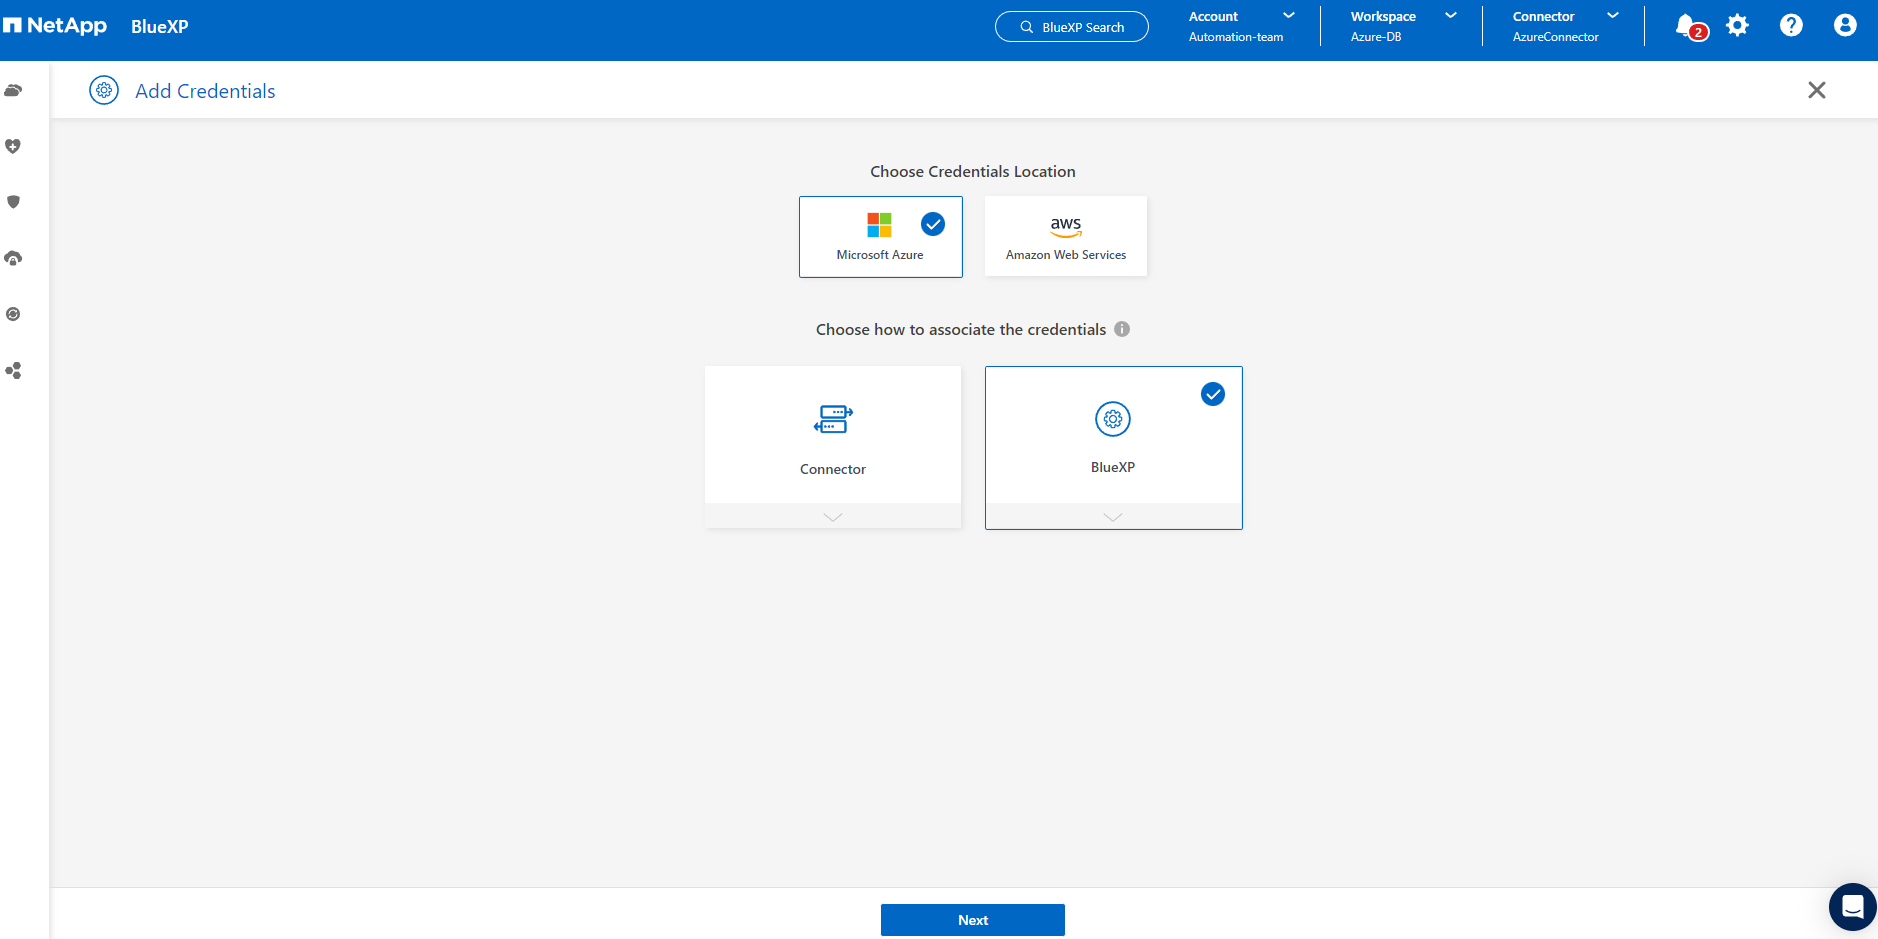 NetApp BlueXP
BlueXP Search
Account
Automation-team
Workspace
Azure-DB
Connector
AzureConnector
2
Add Credentials
Choose Credentials Location
Microsoft Azure
aws
Amazon Web Services
Choose how to associate the credentials
Connector
BlueXP
Next